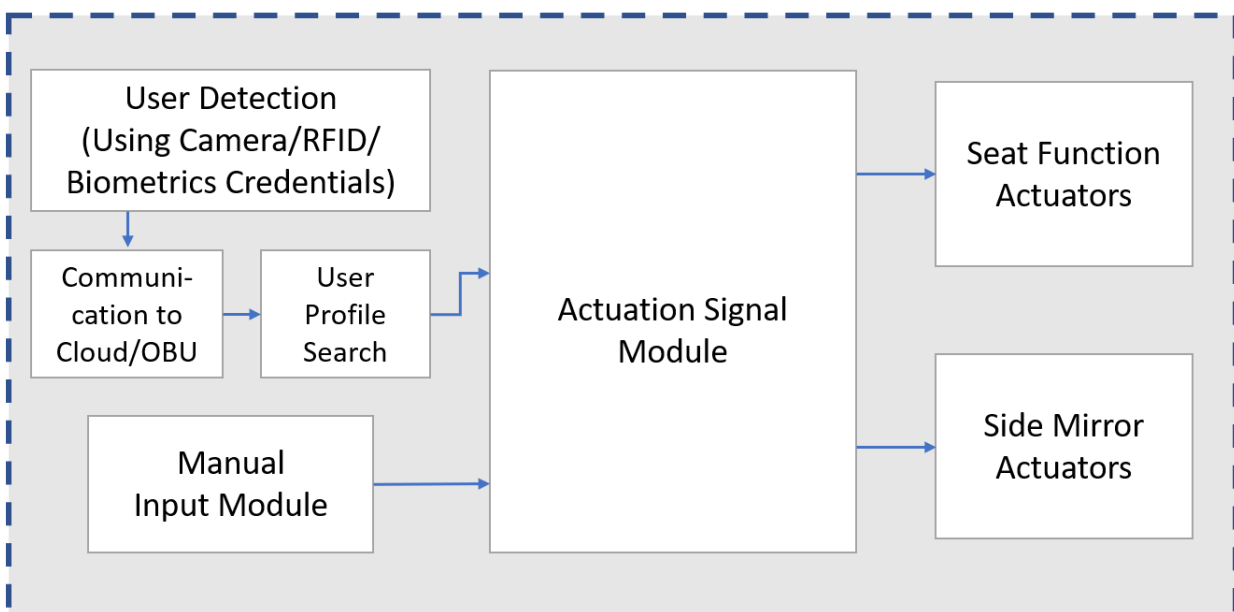 User Detection
(Using Camera/RFID/
Biometrics Credentials)
Communi-
cation to
Cloud/OBU
User
Profile
Search
Manual
Input Module
Actuation Signal
Module
Seat Function
Actuators
Side Mirror
Actuators